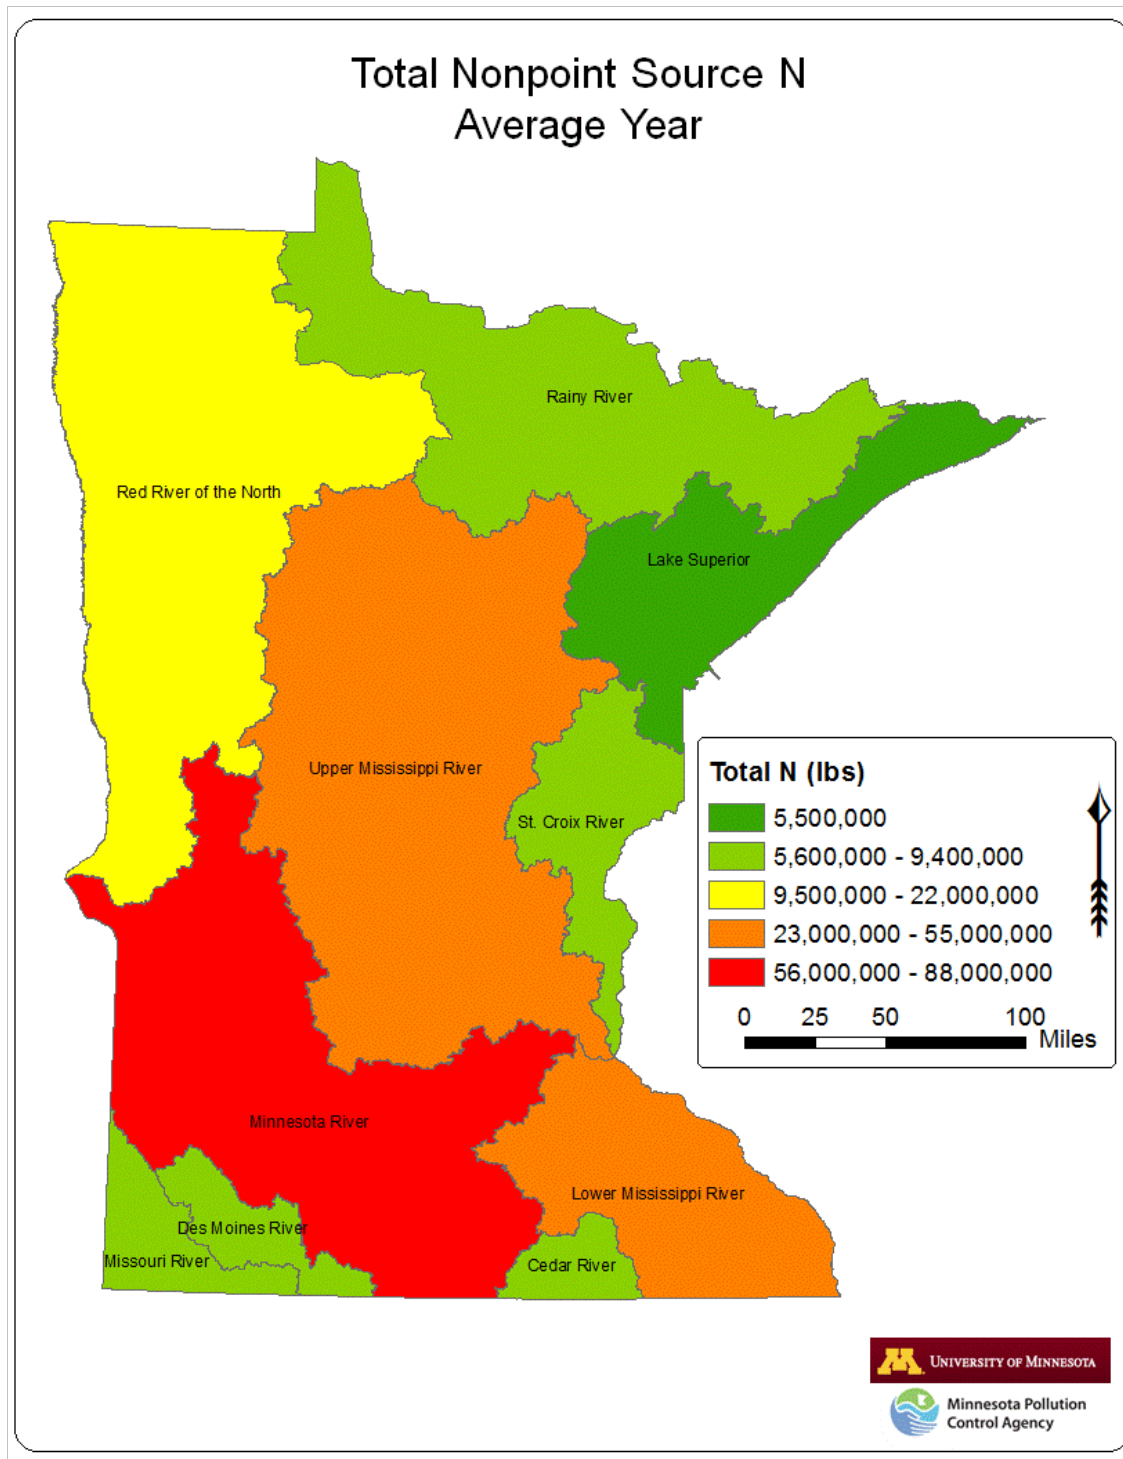 Total Nonpoint Source N
Average Year
Rainy River
Red River of the North
Lake Superior
Upper Mississippi River
St. Croix River
Minnesota River
Lower Mississippi River
Des Moines River
Missouri River
Cedar River
Total N (lbs)
5,500,000
5,600,000 - 9,400,000
9,500,000 - 22,000,000
23,000,000 - 55,000,000
56,000,000 - 88,000,000
0 25 50 100
Miles
M UNIVERSITY OF MINNESOTA
Minnesota Pollution
Control Agency